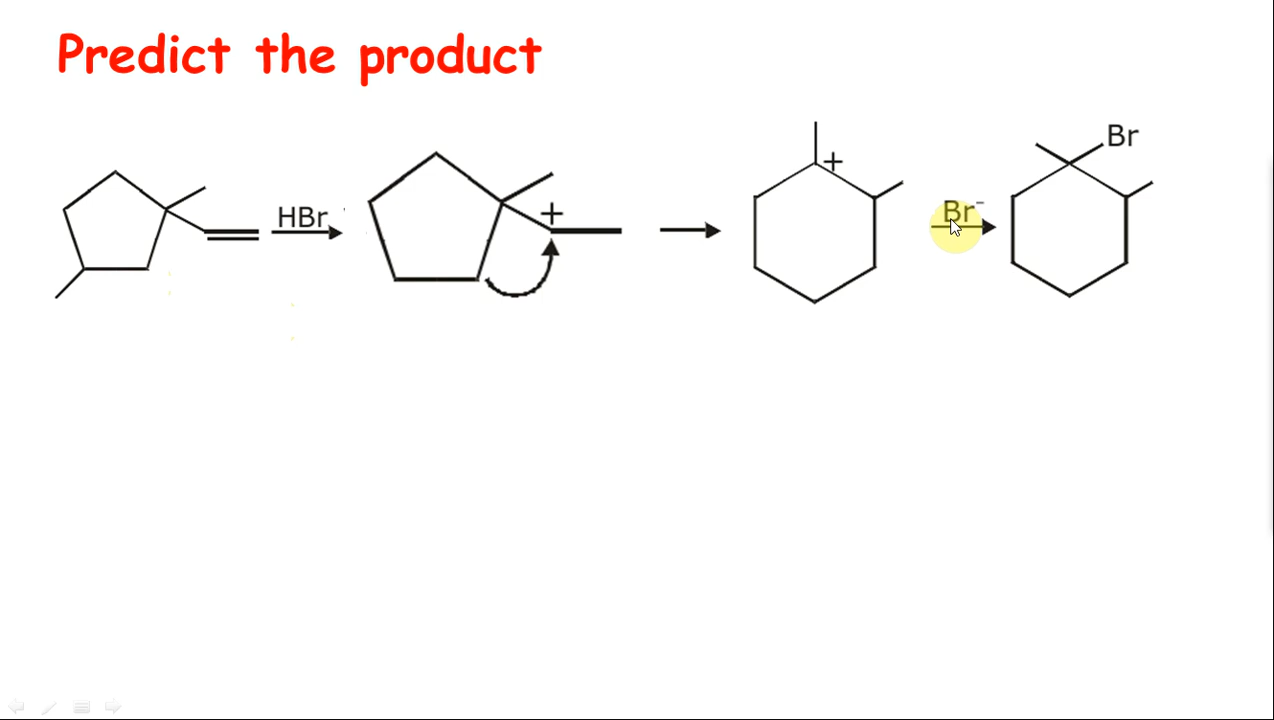 Predict the product
HBr
+
+
Br⁻
Br